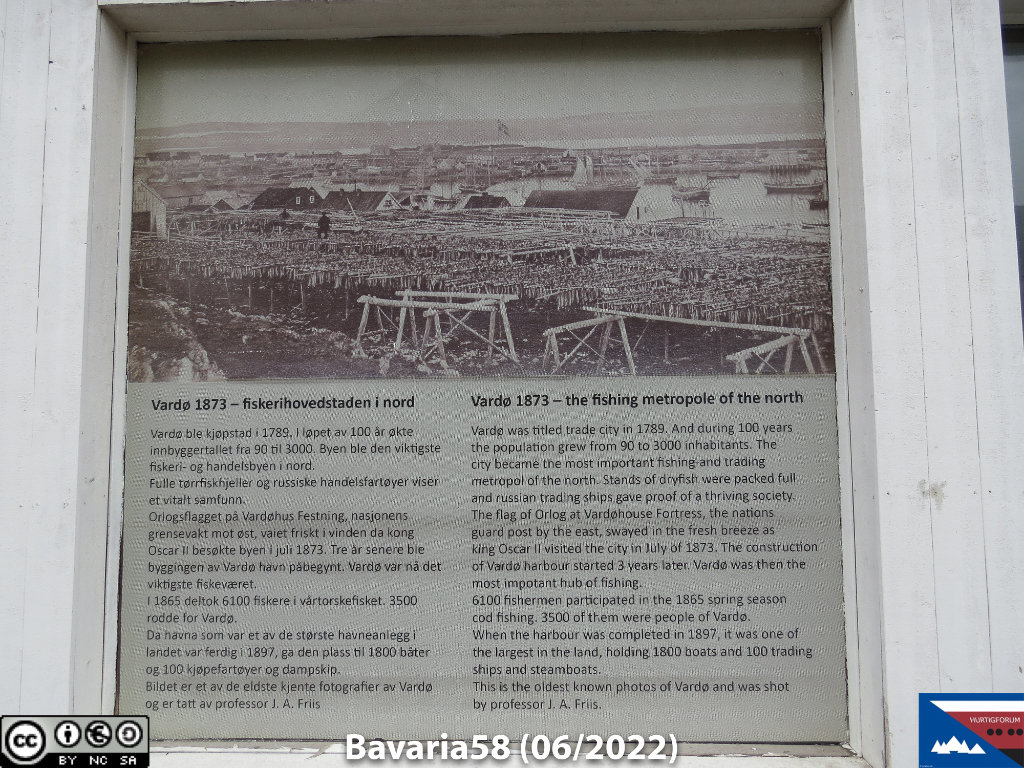 Vardø 1873 – fiskerihovedstaden i nord
Vardø ble kjøpstad i 1789. I løpet av 100 år økte
innbyggertallet fra 90 til 3000. Byen ble den viktigste
fiskeri- og handelsbyen i nord.
Fulle tørrfiskhjeller og russiske handelsfartøyer viser
et vitalt samfunn.
Orlogsflagget på Vardøhus Festning, nasjonens
grensevakt mot øst, vaiet friskt i vinden da kong
Oscar II besøkte byen i juli 1873. Tre år senere ble
byggingen av Vardø havn påbegynt. Vardø var nå det
viktigste fiskeværet.
I 1865 deltok 6100 fiskere i vårtorskefisket. 3500
rodde for Vardø.
Da havna som var et av de største havneanlegg i
landet var ferdig i 1897, ga den plass til 1800 båter
og 100 kjøpefartøyer og dampskip.
Bildet er et av de eldste kjente fotografier av Vardø
og er tatt av professor J. A. Friis
Vardø 1873 – the fishing metropole of the north
Vardø was titled trade city in 1789. And during 100 years
the population grew from 90 to 3000 inhabitants. The
city became the most important fishing and trading
metropol of the north. Stands of dryfish were packed full
and russian trading ships gave proof of a thriving society.
The flag of Orlog at Vardøhouse Fortress, the nations
guard post by the east, swayed in the fresh breeze as
king Oscar II visited the city in July of 1873. The construction
of Vardø harbour started 3 years later. Vardø was then the
most impotant hub of fishing.
6100 fishermen participated in the 1865 spring season
cod fishing. 3500 of them were people of Vardø.
When the harbour was completed in 1897, it was one of
the largest in the land, holding 1800 boats and 100 trading
ships and steamboats.
This is the oldest known photos of Vardø and was shot
by professor J. A. Friis.
cc BY NC SA
Bavaria58 (06/2022)
HURTIGFORUM